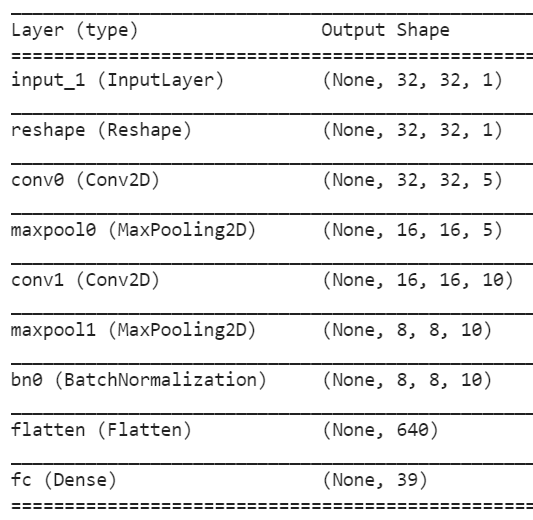 Layer (type) Output Shape
input_1 (InputLayer) (None, 32, 32, 1)
reshape (Reshape) (None, 32, 32, 1)
conv0 (Conv2D) (None, 32, 32, 5)
maxpool0 (MaxPooling2D) (None, 16, 16, 5)
conv1 (Conv2D) (None, 16, 16, 10)
maxpool1 (MaxPooling2D) (None, 8, 8, 10)
bn0 (BatchNormalization) (None, 8, 8, 10)
flatten (Flatten) (None, 640)
fc (Dense) (None, 39)